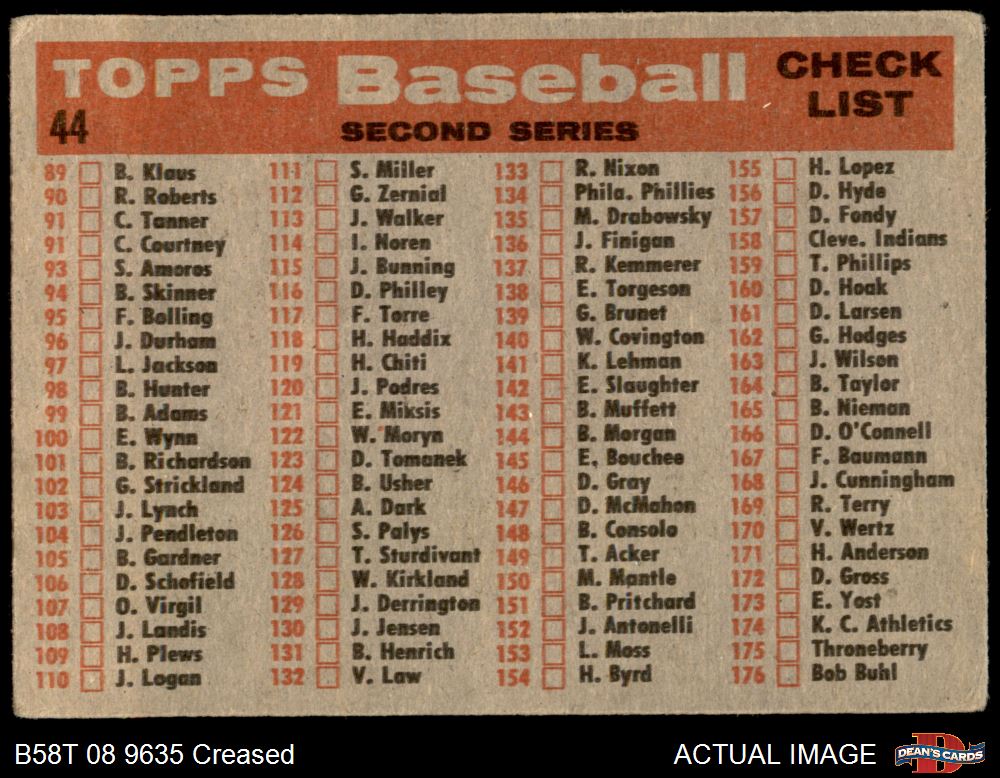 TOPPS Baseball CHECK LIST
44 SECOND SERIES
89 B. Klaus
90 R. Roberts
91 C. Tanner
91 C. Courtney
93 S. Amoros
94 B. Skinner
95 F. Bolling
96 J. Durham
97 L. Jackson
98 B. Hunter
99 B. Adams
100 E. Wynn
101 B. Richardson
102 G. Strickland
103 J. Lynch
104 J. Pendleton
105 B. Gardner
106 D. Schofield
107 O. Virgil
108 J. Landis
109 H. Plews
110 J. Logan
111 S. Miller
112 G. Zernial
113 J. Walker
114 I. Noren
115 J. Bunning
116 D. Philley
117 F. Torre
118 H. Haddix
119 H. Chiti
120 J. Podres
121 E. Miksis
122 W. Moryn
123 D. Tomanek
124 B. Usher
125 A. Dark
126 S. Palys
127 T. Sturdivant
128 W. Kirkland
129 J. Derrington
130 J. Jensen
131 B. Henrich
132 V. Law
133 R. Nixon
134 Phila. Phillies
135 M. Drabowsky
136 J. Finigan
137 R. Kemmerer
138 E. Torgeson
139 G. Brunet
140 W. Covington
141 K. Lehman
142 E. Slaughter
143 B. Muffett
144 B. Morgan
145 E. Bouchee
146 D. Gray
147 D. McMahon
148 B. Consolo
149 T. Acker
150 M. Mantle
151 B. Pritchard
152 J. Antonelli
153 L. Moss
154 H. Byrd
155 H. Lopez
156 D. Hyde
157 D. Fondy
158 Cleve. Indians
159 T. Phillips
160 D. Hoak
161 D. Larsen
162 G. Hodges
163 J. Wilson
164 B. Taylor
165 B. Nieman
166 D. O'Connell
167 F. Baumann
168 J. Cunningham
169 R. Terry
170 V. Wertz
171 H. Anderson
172 D. Gross
173 E. Yost
174 K. C. Athletics
175 Throneberry
176 Bob Buhl
B58T 08 9635 Creased
ACTUAL IMAGE
DEAN'S CARDS